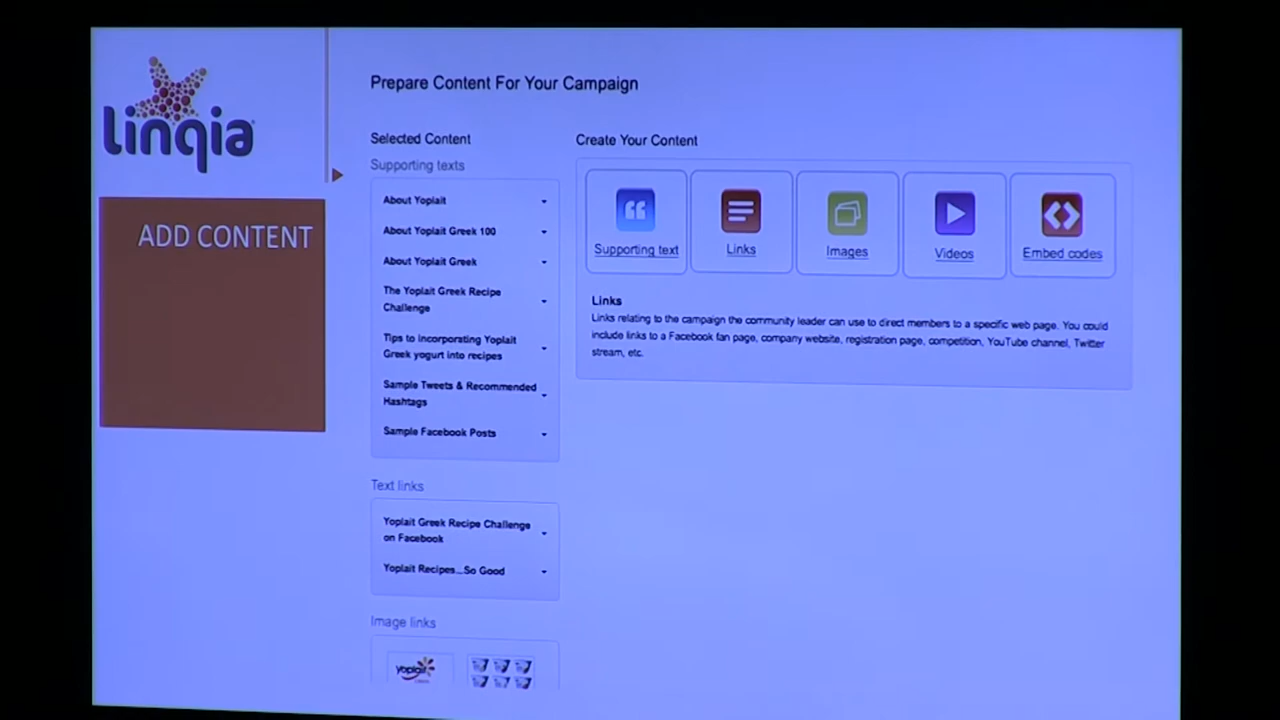 linqia
ADD CONTENT
Prepare Content For Your Campaign
Selected Content
Supporting texts
About Yoplait
About Yoplait Greek 100
About Yoplait Greek
The Yoplait Greek Recipe
Challenge
Tips to incorporating Yoplait
Greek yogurt into recipes
Sample Tweets & Recommended
Hashtags
Sample Facebook Posts
Text links
Yoplait Greek Recipe Challenge
on Facebook
Yoplait Recipes...So Good
Image links
Yoplait
Create Your Content
Supporting text
Links
Images
Videos
Embed codes
Links
Links relating to the campaign the community leader can use to direct members to a specific web page. You could
include links to a Facebook fan page, company website, registration page, competition, YouTube channel, Twitter
stream, etc.